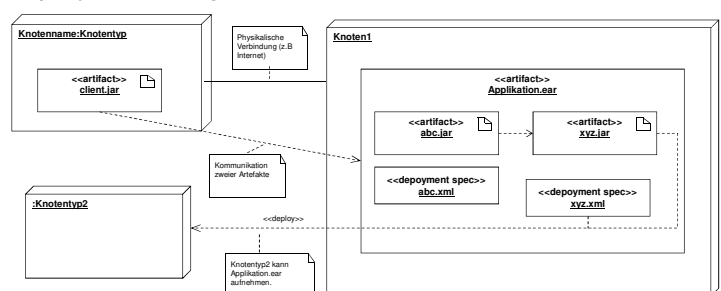 Knotenname:Knotentyp
<<artifact>>
client.jar
Physikalische
Verbindung (z.B
Internet)
Knoten1
<<artifact>>
Applikation.ear
<<artifact>>
abc.jar
<<artifact>>
xyz.jar
Kommunikation
zweier Artefakte
<<depoyment spec>>
abc.xml
<<depoyment spec>>
xyz.xml
:Knotentyp2
<<deploy>>
Knotentyp2 kann
Applikation.ear
aufnehmen.